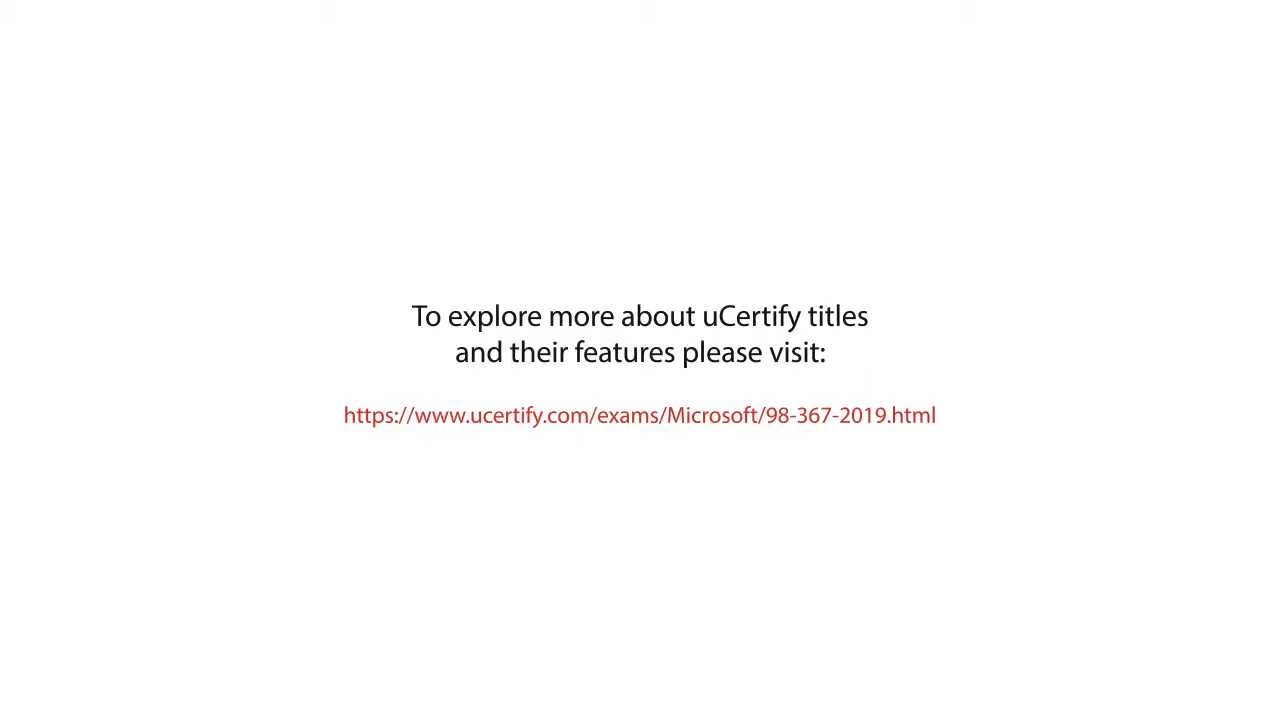 To explore more about uCertify titles
and their features please visit:
https://www.ucertify.com/exams/Microsoft/98-367-2019.html